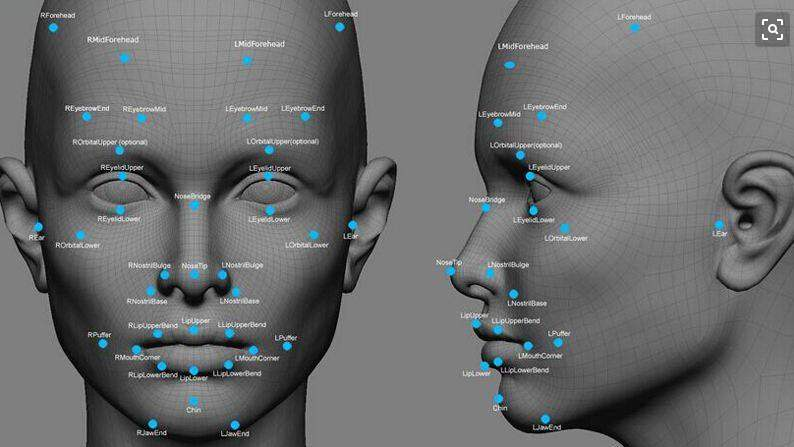 RForehead
LForehead
RMidForehead
LMidForehead
REyebrowEnd
REyebrowMid
LEyebrowMid
LEyebrowEnd
ROrbitalUpper (optional)
LOrbitalUpper(optional)
REyelidUpper
LEyelidUpper
NoseBridge
REyelidLower
LEyelidLower
REar
LEar
ROrbitalLower
LOrbitalLower
RNostrilBulge
NoseTip
LNostrilBulge
RNostrilBase
LNostrilBase
RLipUpperBend
LipUpper
LLipUpperBend
RPuffer
LPuffer
RMouthCorner
LMouthCorner
RLipLowerBend
LipLower
LLipLowerBend
Chin
RJawEnd
LJawEnd
LForehead
LMidForehead
LEyebrowMid
LEyebrowEnd
LOrbitalUpper(optional)
LEyelidUpper
NoseBridge
LEyelidLower
LOrbitalLower
LEar
NoseTip
LNostrilBulge
LNostrilBase
LipUpper
LLipUpperBend
LPuffer
LMouthCorner
LipLower
LLipLowerBend
Chin
LJawEnd